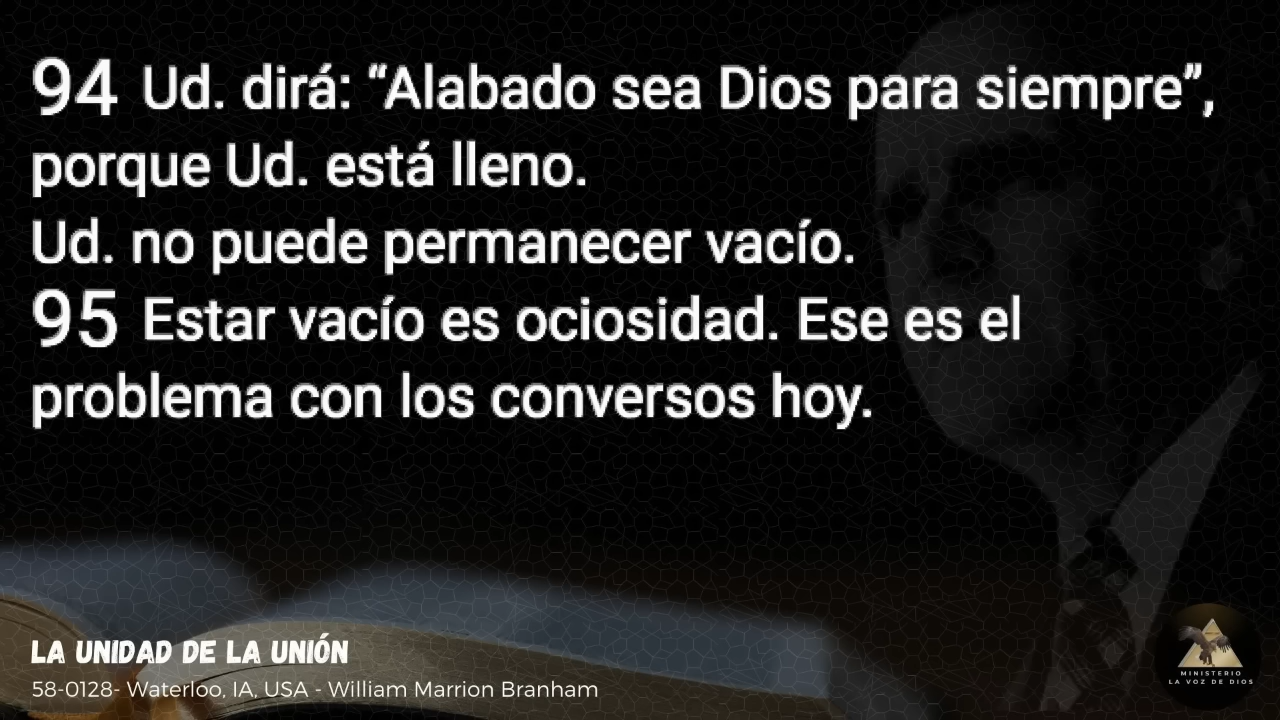 94 Ud. dirá: “Alabado sea Dios para siempre”,
porque Ud. está lleno.
Ud. no puede permanecer vacío.
95 Estar vacío es ociosidad. Ese es el
problema con los conversos hoy.
LA UNIDAD DE LA UNIÓN
58-0128- Waterloo, IA, USA - William Marrion Branham
MINISTERIO
LA VOZ DE DIOS